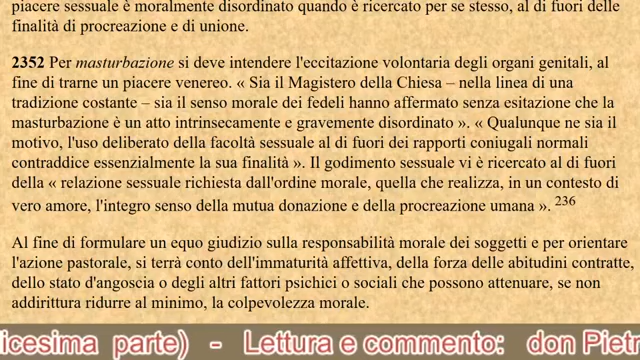 piacere sessuale è moralmente disordinato quando è ricercato per se stesso, al di fuori delle
finalità di procreazione e di unione.
2352 Per masturbazione si deve intendere l'eccitazione volontaria degli organi genitali, al
fine di trarne un piacere venereo. « Sia il Magistero della Chiesa – nella linea di una
tradizione costante – sia il senso morale dei fedeli hanno affermato senza esitazione che la
masturbazione è un atto intrinsecamente e gravemente disordinato ». « Qualunque ne sia il
motivo, l'uso deliberato della facoltà sessuale al di fuori dei rapporti coniugali normali
contraddice essenzialmente la sua finalità ». Il godimento sessuale vi è ricercato al di fuori
della « relazione sessuale richiesta dall'ordine morale, quella che realizza, in un contesto di
vero amore, l'integro senso della mutua donazione e della procreazione umana ». 236
Al fine di formulare un equo giudizio sulla responsabilità morale dei soggetti e per orientare
l'azione pastorale, si terrà conto dell'immaturità affettiva, della forza delle abitudini contratte,
dello stato d'angoscia o degli altri fattori psichici o sociali che possono attenuare, se non
addirittura ridurre al minimo, la colpevolezza morale.
icesima parte) - Lettura e commento: don Pietr